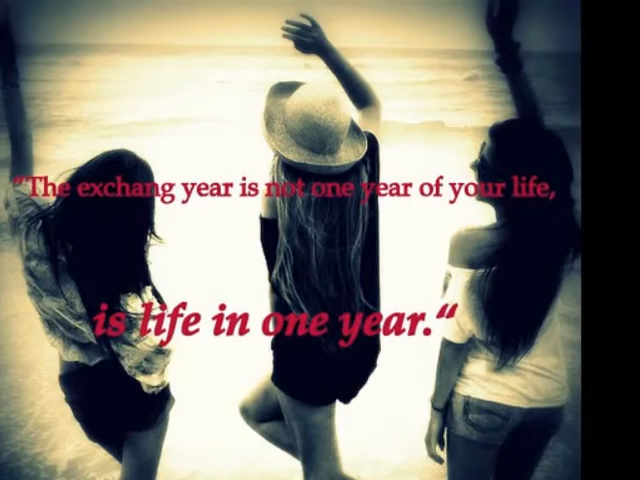 "The exchang year is not one year of your life,
is life in one year.“